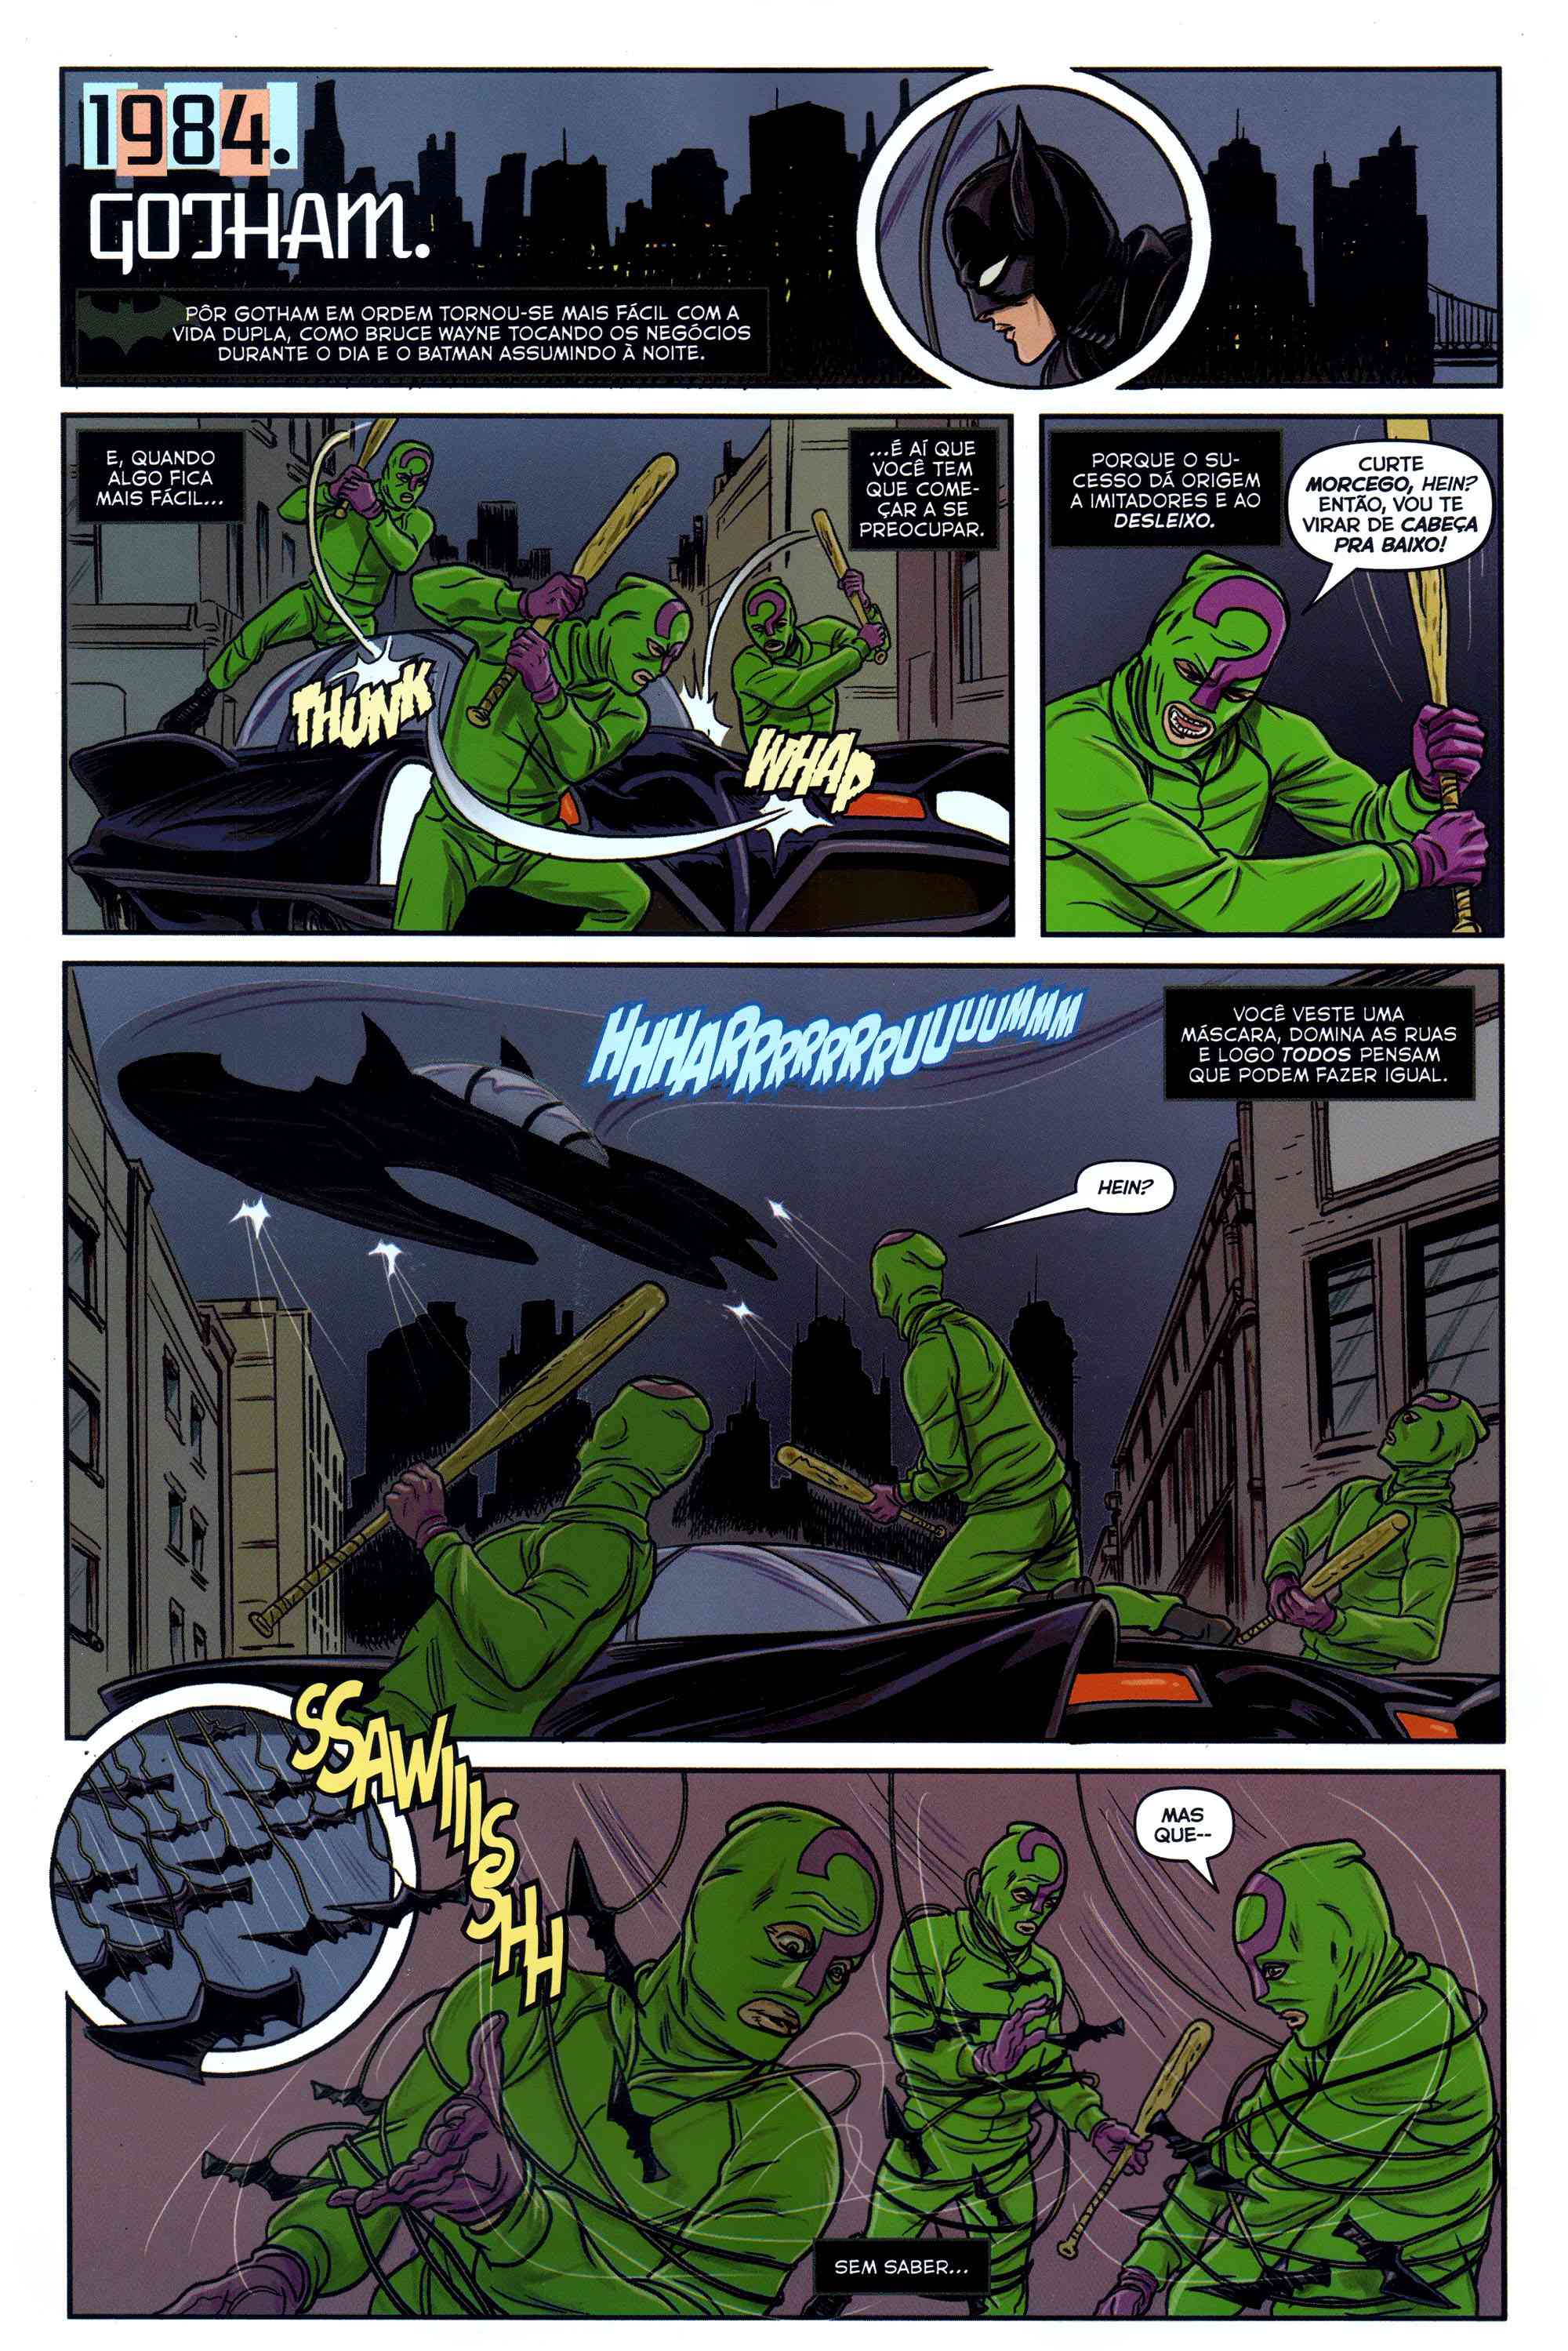 1984.
GOTHAM.
PÔR GOTHAM EM ORDEM TORNOU-SE MAIS FÁCIL COM A
VIDA DUPLA, COMO BRUCE WAYNE TOCANDO OS NEGÓCIOS
DURANTE O DIA E O BATMAN ASSUMINDO À NOITE.
E, QUANDO
ALGO FICA
MAIS FÁCIL...
...É AÍ QUE
VOCÊ TEM
QUE COME-
ÇAR A SE
PREOCUPAR.
THUNK
WHAP
PORQUE O SU-
CESSO DÁ ORIGEM
A IMITADORES E AO
DESLEIXO.
CURTE
MORCEGO, HEIN?
ENTÃO, VOU TE
VIRAR DE CABEÇA
PRA BAIXO!
HHHARRRRRRRUUUUUMMM
VOCÊ VESTE UMA
MÁSCARA, DOMINA AS RUAS
E LOGO TODOS PENSAM
QUE PODEM FAZER IGUAL.
HEIN?
SSAWIIISSHH
MAS
QUE--
SEM SABER...